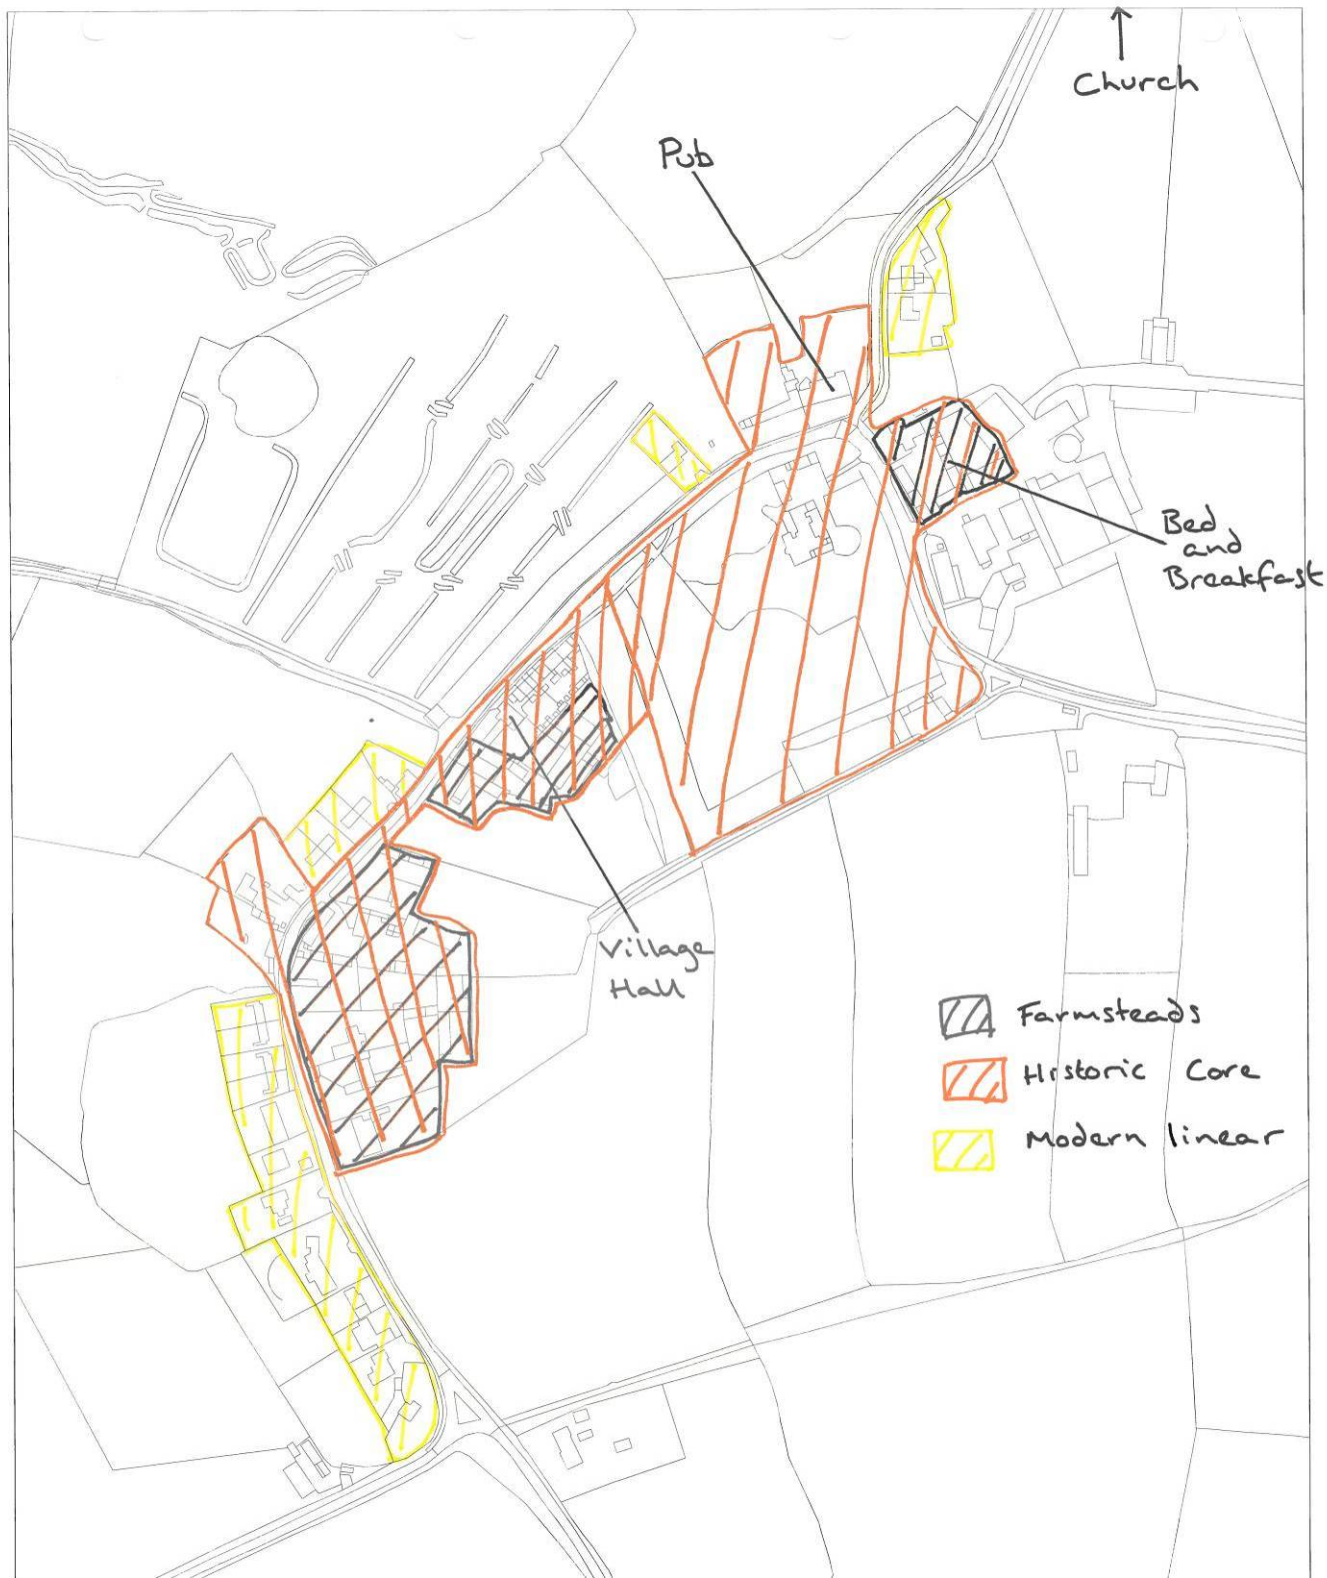 Church
Pub
Bed
and
Breakfast
Village
Hall
Farmsteads
Historic Core
Modern linear